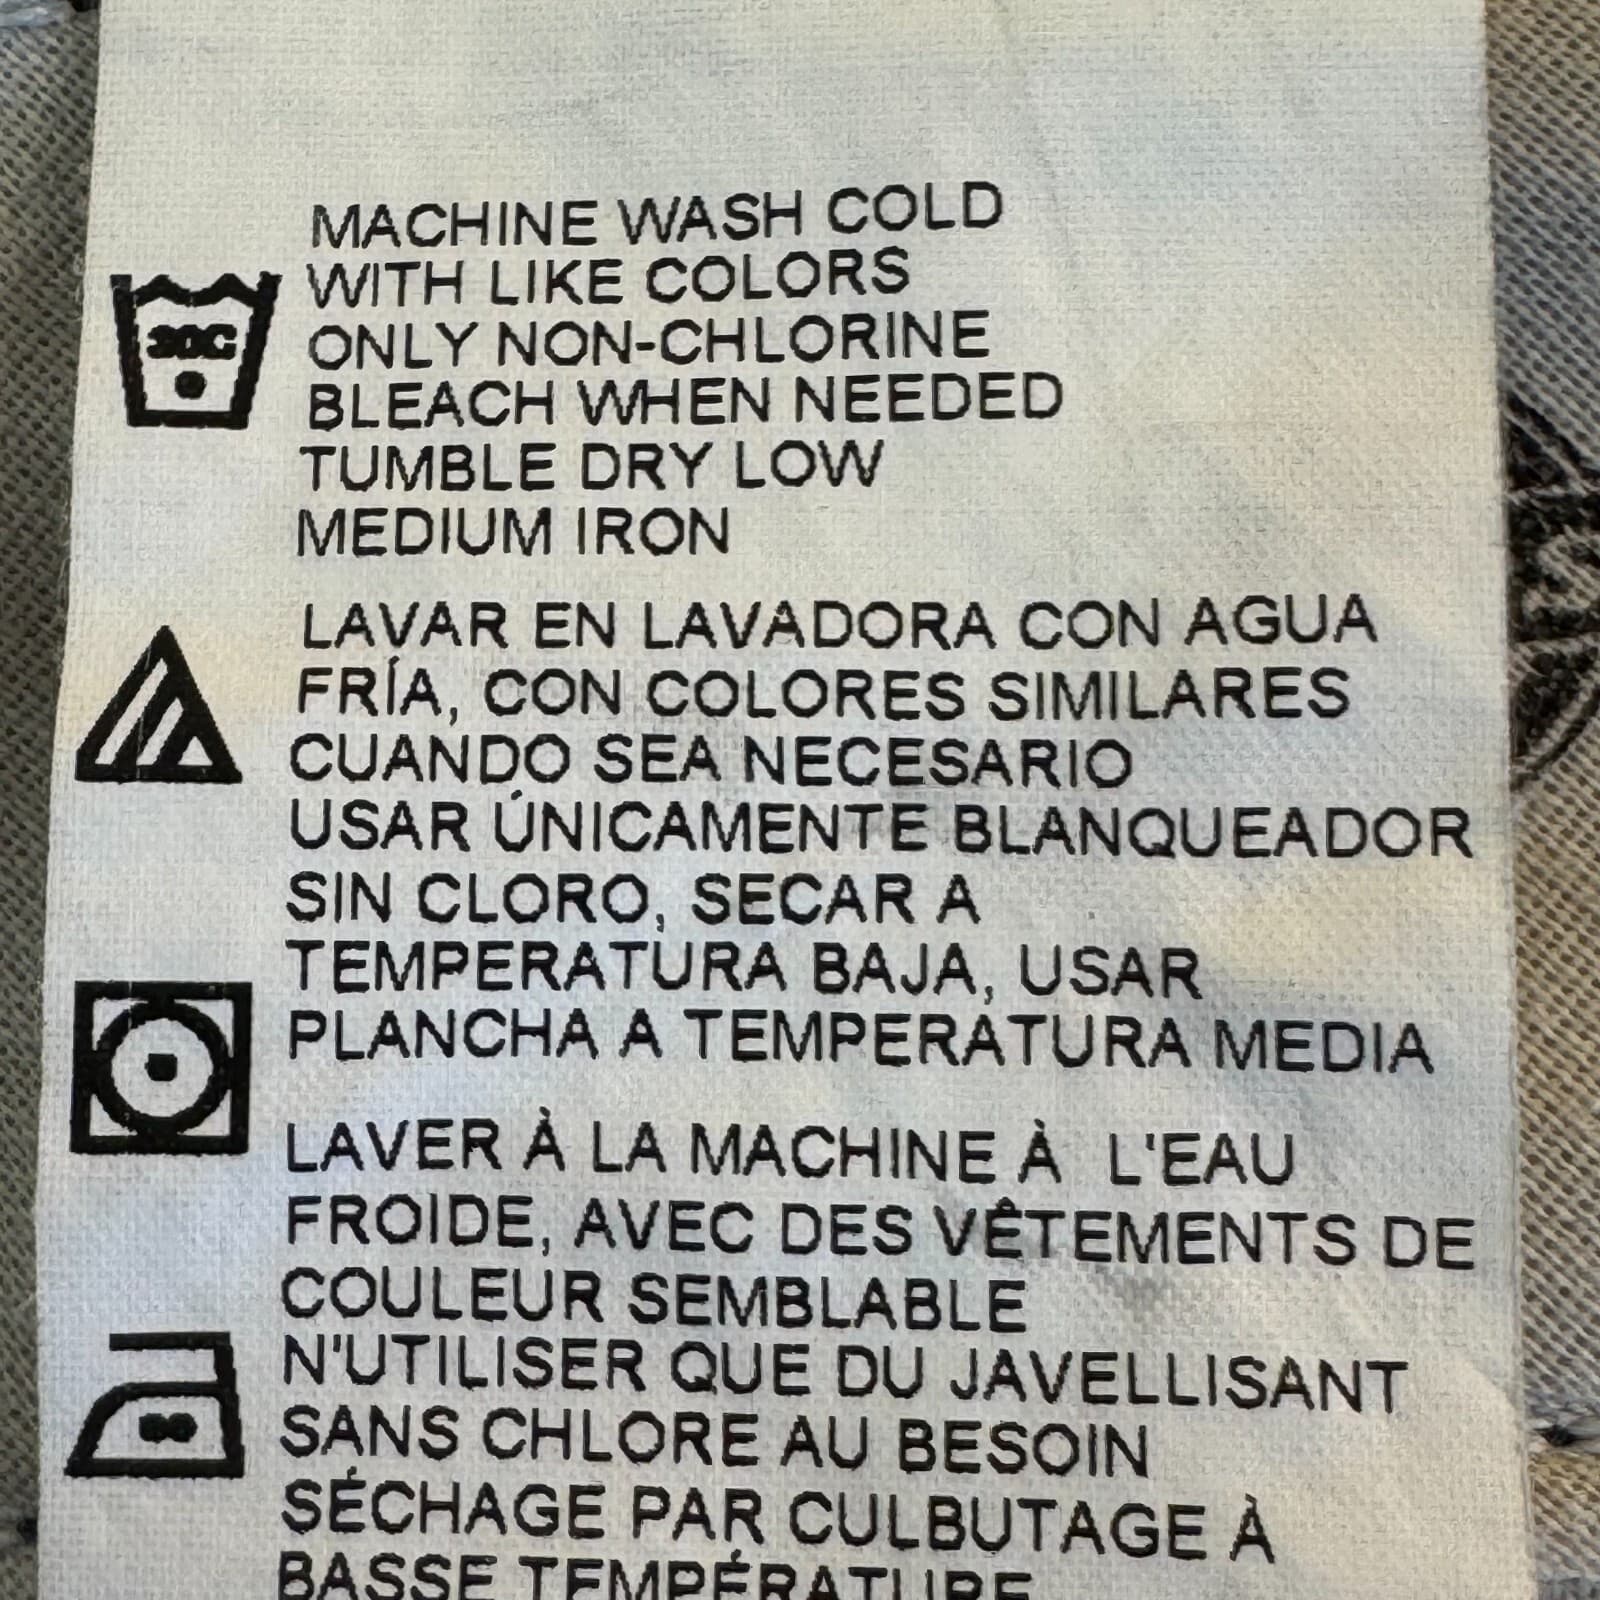 MACHINE WASH COLD
WITH LIKE COLORS
ONLY NON-CHLORINE
BLEACH WHEN NEEDED
TUMBLE DRY LOW
MEDIUM IRON
30C
LAVAR EN LAVADORA CON AGUA
FRÍA, CON COLORES SIMILARES
CUANDO SEA NECESARIO
USAR ÚNICAMENTE BLANQUEADOR
SIN CLORO, SECAR A
TEMPERATURA BAJA, USAR
PLANCHA A TEMPERATURA MEDIA
LAVER À LA MACHINE À L'EAU
FROIDE, AVEC DES VÊTEMENTS DE
COULEUR SEMBLABLE
N'UTILISER QUE DU JAVELLISANT
SANS CHLORE AU BESOIN
SÉCHAGE PAR CULBUTAGE À
BASSE TEMPÉRATURE